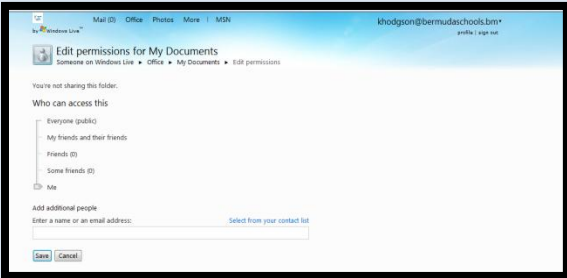 Mail (0) Office Photos More | MSN khodgson@bermudaschools.bm
by Windows Live™ profile | sign out
Edit permissions for My Documents
Someone on Windows Live ► Office ► My Documents ► Edit permissions
You're not sharing this folder.
Who can access this
Everyone (public)
My friends and their friends
Friends (0)
Some friends (0)
Me
Add additional people
Enter a name or an email address: Select from your contact list
Save Cancel